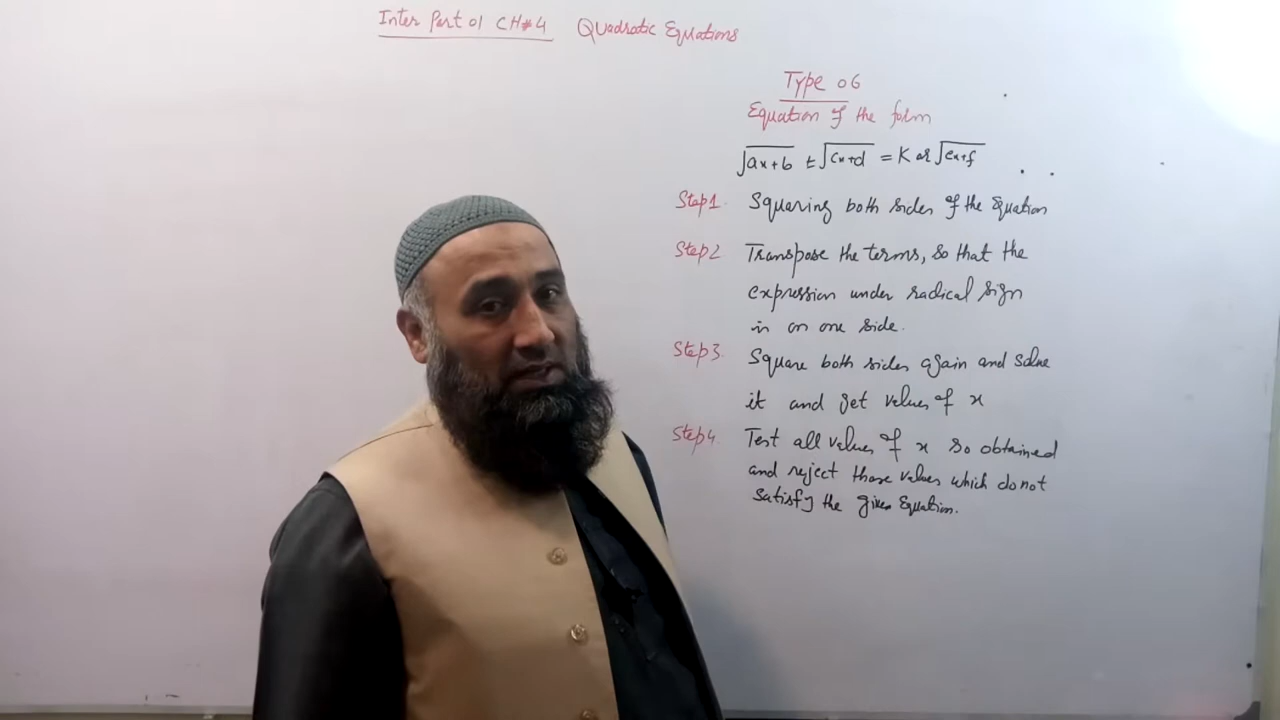 Inter Part 01 CH#4 Quadratic Equations
Type 06
Equation of the form
√ax+b ± √cx+d = K or √ex+f
Step1 Squaring both sides of the Equation
Step2 Transpose the terms, so that the
expression under radical sign
is on one side.
Step3 Square both sides again and solve
it and get values of x
Step4 Test all values of x so obtained
and reject those values which do not
satisfy the given Equation.